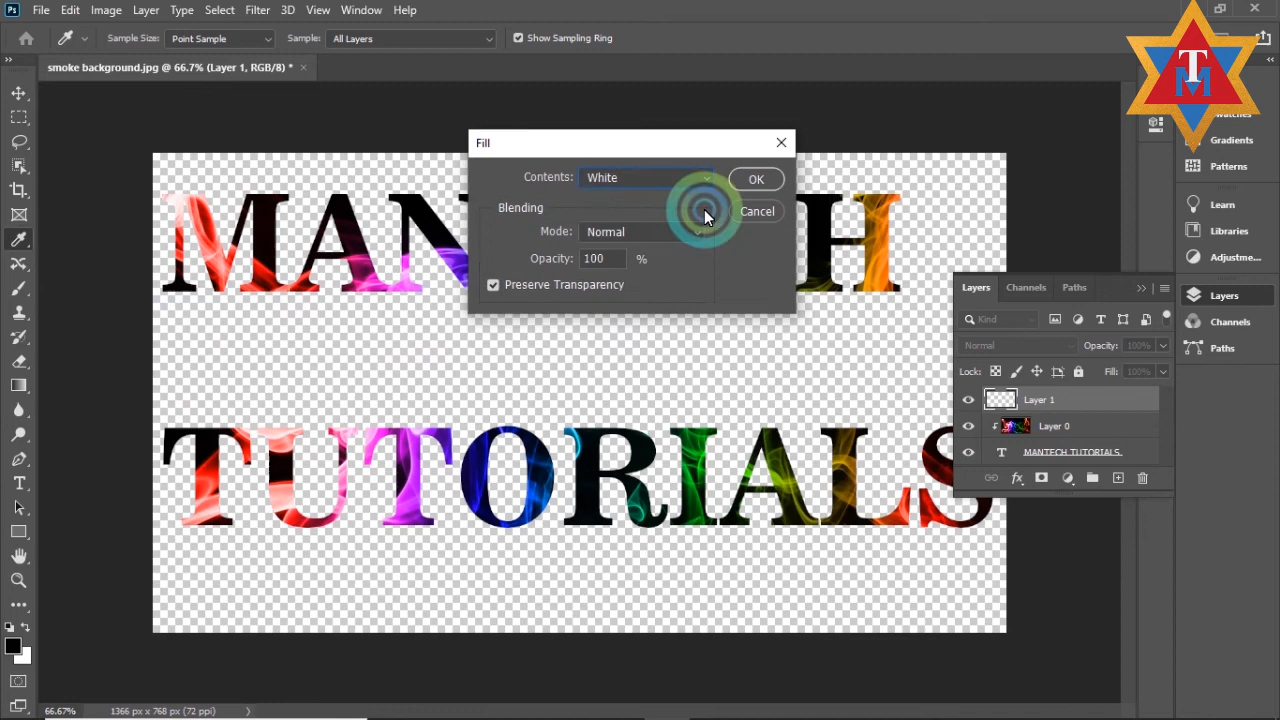 Ps File Edit Image Layer Type Select Filter 3D View Window Help
Sample Size: Point Sample Sample: All Layers Show Sampling Ring
TM
smoke background.jpg @ 66.7% (Layer 1, RGB/8) * ×
Swatches
Gradients
Patterns
Learn
Libraries
Adjustme...
Layers
Channels
Paths
Fill
Contents: White OK
Blending Cancel
Mode: Normal
Opacity: 100 %
Preserve Transparency
MAN H
TUTORIALS
Layers Channels Paths
Kind
Normal Opacity: 100%
Lock: Fill: 100%
Layer 1
Layer 0
T MANTECH TUTORIALS
fx
66.67% 1366 px x 768 px (72 ppi)